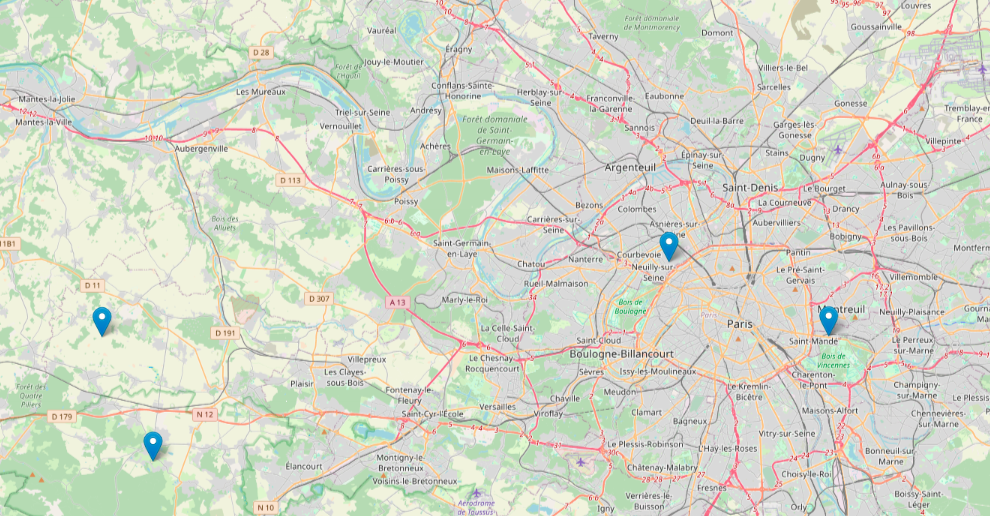 Vauréal
Domont
Forêt domaniale
de Montmorency
Louvres
Goussainville
Taverny
Éragny
D 28
Jouy-le-Moutier
Forêt de
l'Hautil
Villiers-le-Bel
Conflans-Sainte-
Honorine
Herblay-sur-
Seine
Franconville-
la-Garenne
Eaubonne
Sarcelles
Gonesse
Tremblay-en-
France
Mantes-la-Jolie
Les Mureaux
Triel-sur-Seine
Andrésy
Mantes-la-Ville
Vernouillet
Forêt domaniale
de Saint-
Germain-
en-Laye
Sannois
Deuil-la-Barre
Garges-lès-
Gonesse
Villepinte
10-10
Aubergenville
Achères
Épinay-sur-
Seine
Stains
Dugny
Carrières-sous-
Poissy
Maisons-Laffitte
Argenteuil
D 113
Saint-Denis
Le Bourget
Aulnay-sous-
Bois
Poissy
Bezons
Colombes
La Courneuve
Drancy
Bois des
Alluets
Carrières-sur-
Seine
Asnières-sur-
Seine
Aubervilliers
Les Pavillons-
sous-Bois
Bobigny
Saint-Germain-
en-Laye
Chatou
Nanterre
Courbevoie
Neuilly-sur-
Seine
Pantin
Le Pré-Saint-
Gervais
Villemomble
D 11
D 307
A 13
Marly-le-Roi
Rueil-Malmaison
34
Bois de
Boulogne
Paris
Montreuil
Neuilly-Plaisance
D 191
La Celle-Saint-
Cloud
Saint-Cloud
Paris
Saint-Mandé
Le Perreux-
sur-Marne
Villepreux
Le Chesnay-
Rocquencourt
Boulogne-Billancourt
Bois de
Vincennes
Les Clayes-
sous-Bois
Sèvres
Issy-les-Moulineaux
Charenton-
le-Pont
Champigny-
sur-Marne
Plaisir
Forêt des
Quatre
Piliers
Fontenay-le-
Fleury
Chaville
Meudon
Le Kremlin-
Bicêtre
D 179
N 12
Saint-Cyr-l'École
Versailles
Viroflay
Clamart
Bagneux
Maisons-Alfort
Chennevières-
sur-Marne
Vitry-sur-Seine
Le Plessis-Robinson
L'Haÿ-les-Roses
Bonneuil-sur-
Marne
Élancourt
Montigny-le-
Bretonneux
Voisins-le-Bretonneux
Châtenay-Malabry
Choisy-le-Roi
Fresnes
Verrières-le-
Buisson
Boissy-Saint-
Léger
N 10
Aérodrome
de Toussus-
Igny
Orly